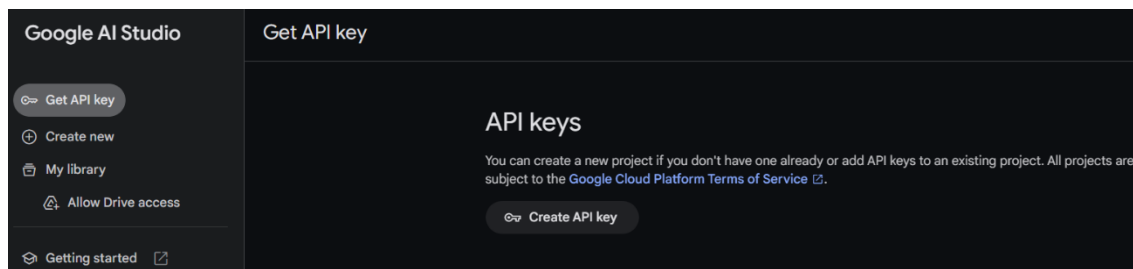 Google AI Studio
Get API key
Get API key
Create new
My library
Allow Drive access
Getting started
API keys
You can create a new project if you don't have one already or add API keys to an existing project. All projects are
subject to the Google Cloud Platform Terms of Service.
Create API key